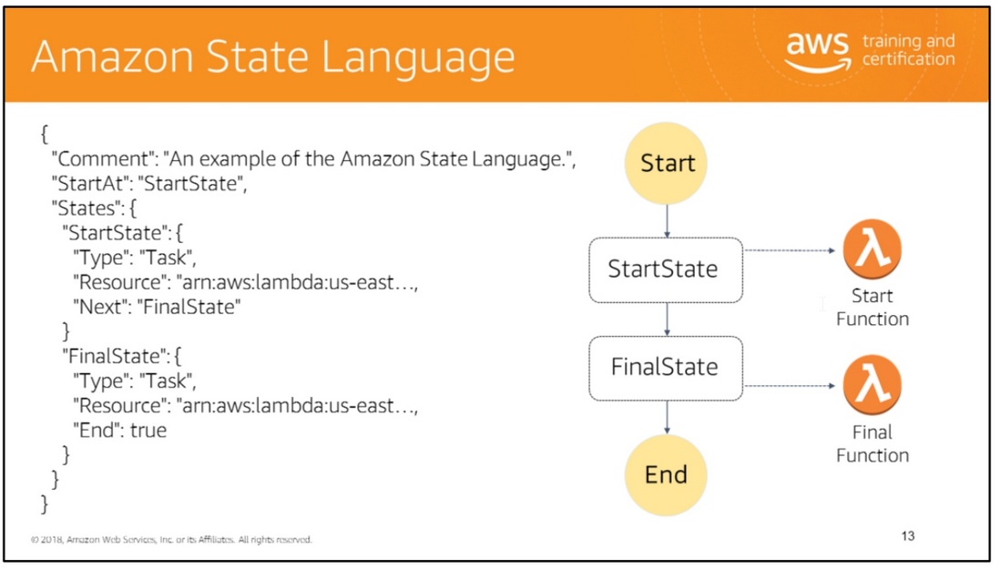 Amazon State Language
aws training and
certification
{
"Comment": "An example of the Amazon State Language.",
"StartAt": "StartState",
"States": {
"StartState": {
"Type": "Task",
"Resource": "arn:aws:lambda:us-east...,
"Next": "FinalState"
}
"FinalState": {
"Type": "Task",
"Resource": "arn:aws:lambda:us-east...,
"End": true
}
}
}
Start
StartState
λ
Start
Function
FinalState
λ
Final
Function
End
© 2018, Amazon Web Services, Inc. or its Affiliates. All rights reserved.
13